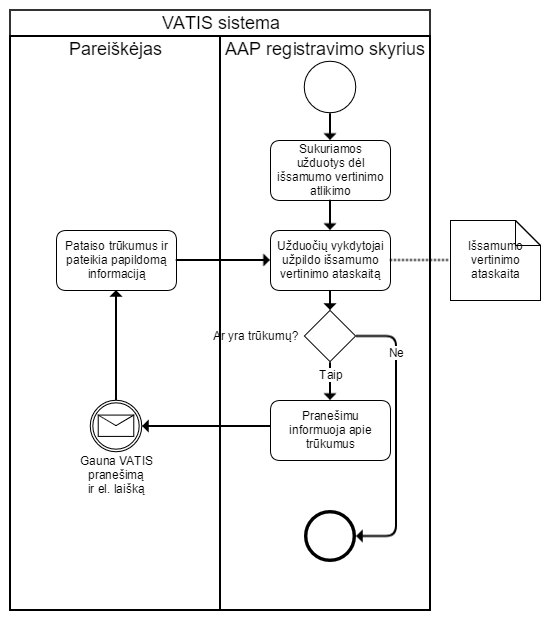 VATIS sistema
Pareiškėjas
AAP registravimo skyrius
Sukuriamos
užduotys dėl
išsamumo vertinimo
atlikimo
Pataiso trūkumus ir
pateikia papildomą
informaciją
Užduočių vykdytojai
užpildo išsamumo
vertinimo ataskaitą
Išsamumo
vertinimo
ataskaita
Ar yra trūkumų?
Ne
Taip
Pranešimu
informuoja apie
trūkumus
Gauna VATIS
pranešimą
ir el. laišką